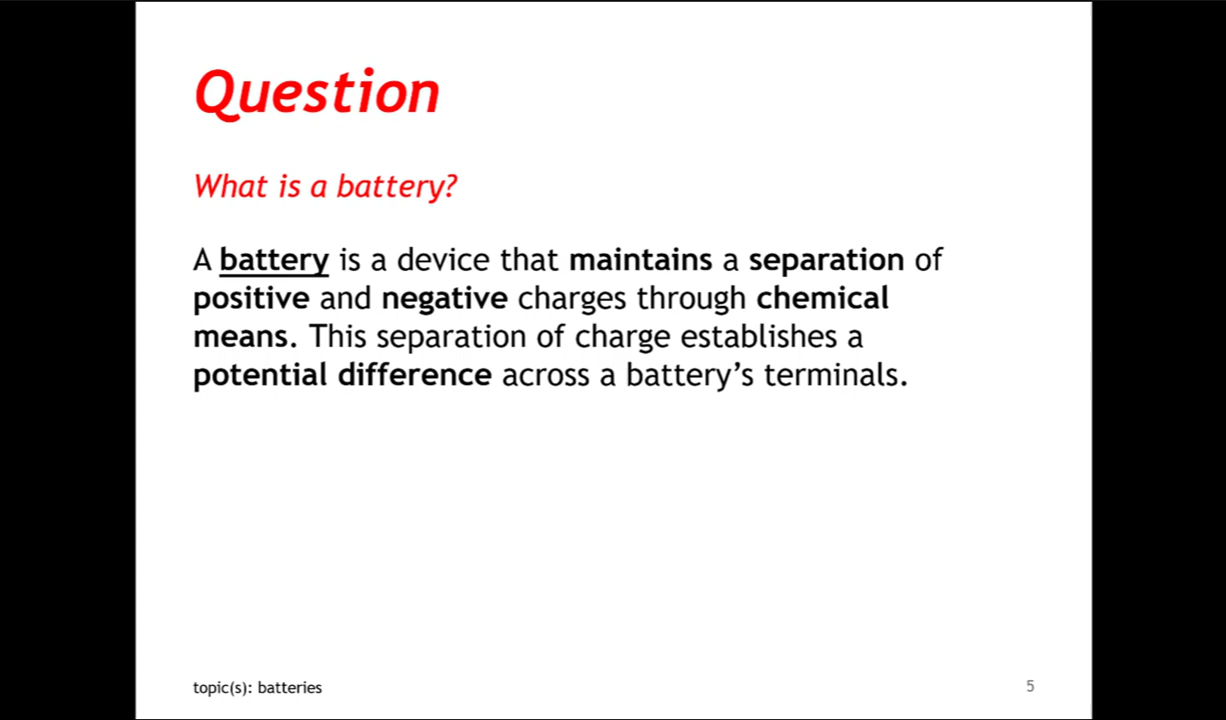 Question
What is a battery?
A battery is a device that maintains a separation of
positive and negative charges through chemical
means. This separation of charge establishes a
potential difference across a battery’s terminals.
topic(s): batteries
5